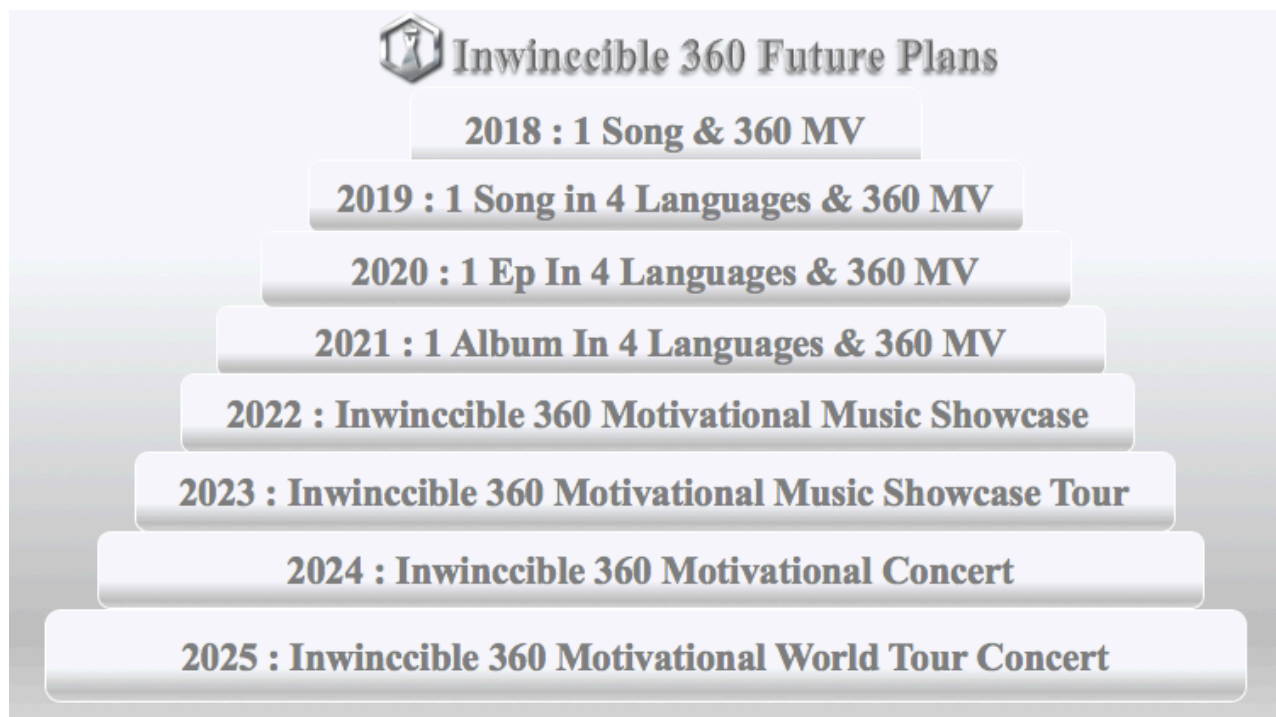 Inwinccible 360 Future Plans
2018 : 1 Song & 360 MV
2019 : 1 Song in 4 Languages & 360 MV
2020 : 1 Ep In 4 Languages & 360 MV
2021 : 1 Album In 4 Languages & 360 MV
2022 : Inwinccible 360 Motivational Music Showcase
2023 : Inwinccible 360 Motivational Music Showcase Tour
2024 : Inwinccible 360 Motivational Concert
2025 : Inwinccible 360 Motivational World Tour Concert